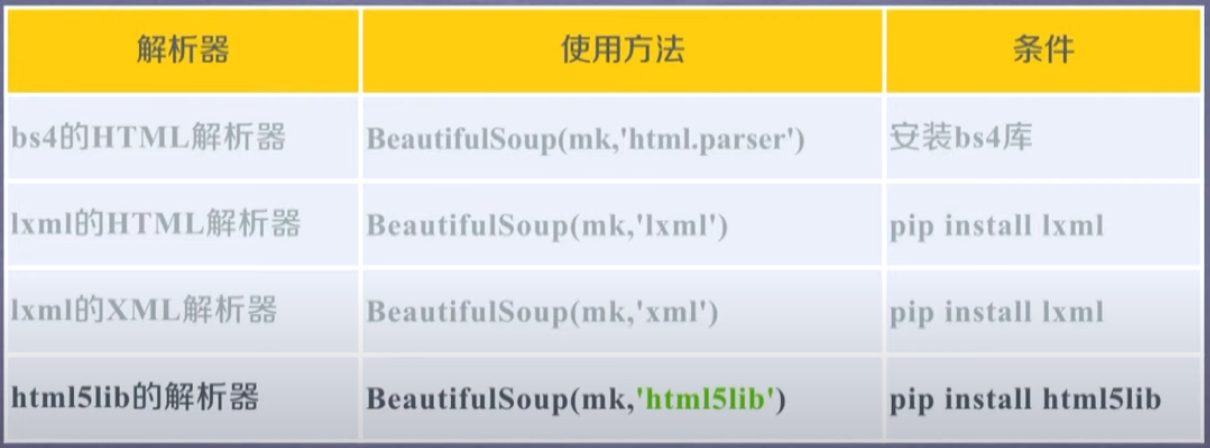 解析器 使用方法 条件
bs4的HTML解析器 BeautifulSoup(mk,'html.parser') 安装bs4库
lxml的HTML解析器 BeautifulSoup(mk,'lxml') pip install lxml
lxml的XML解析器 BeautifulSoup(mk,'xml') pip install lxml
html5lib的解析器 BeautifulSoup(mk,'html5lib') pip install html5lib